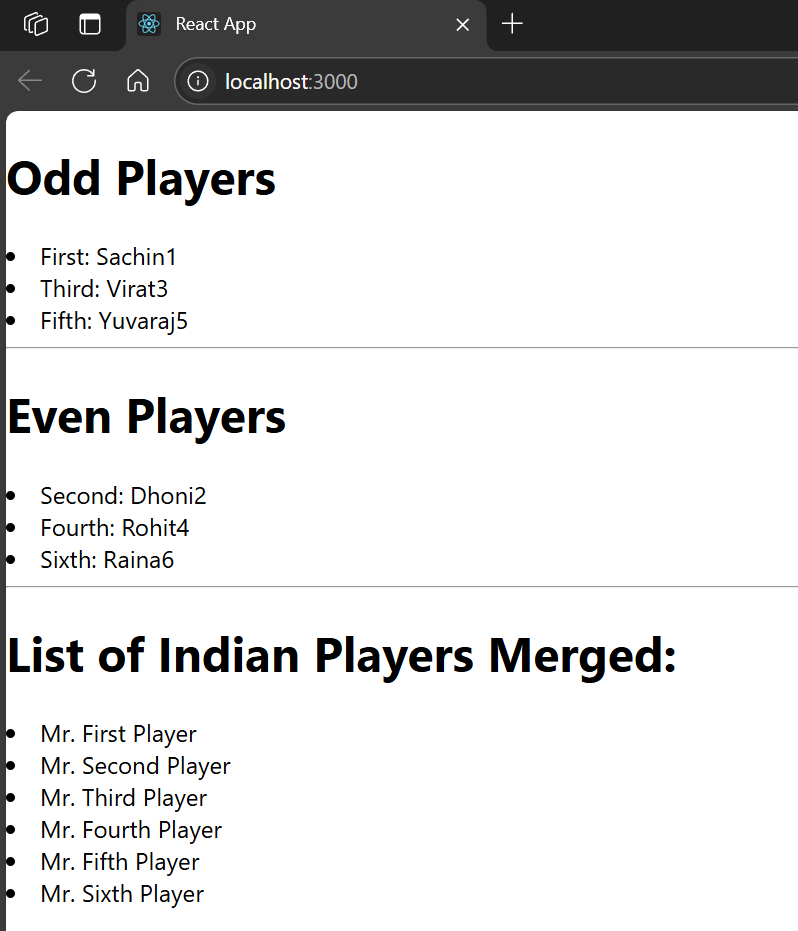 React App
localhost:3000
Odd Players
First: Sachin1
Third: Virat3
Fifth: Yuvaraj5
Even Players
Second: Dhoni2
Fourth: Rohit4
Sixth: Raina6
List of Indian Players Merged:
Mr. First Player
Mr. Second Player
Mr. Third Player
Mr. Fourth Player
Mr. Fifth Player
Mr. Sixth Player